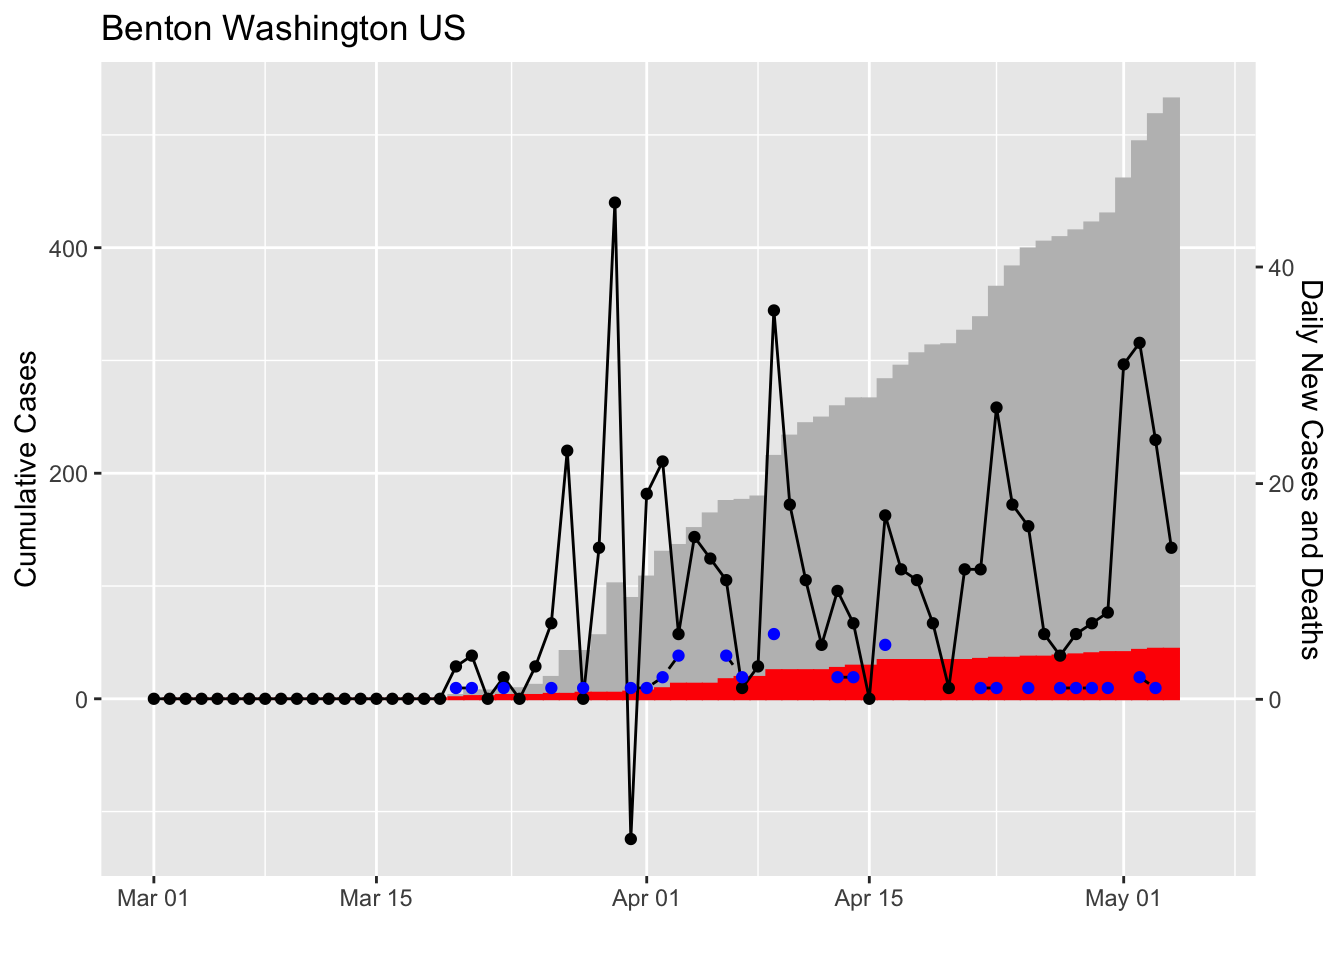 Benton Washington US
Cumulative Cases
400
200
0
40
20
0
Daily New Cases and Deaths
Mar 01
Mar 15
Apr 01
Apr 15
May 01